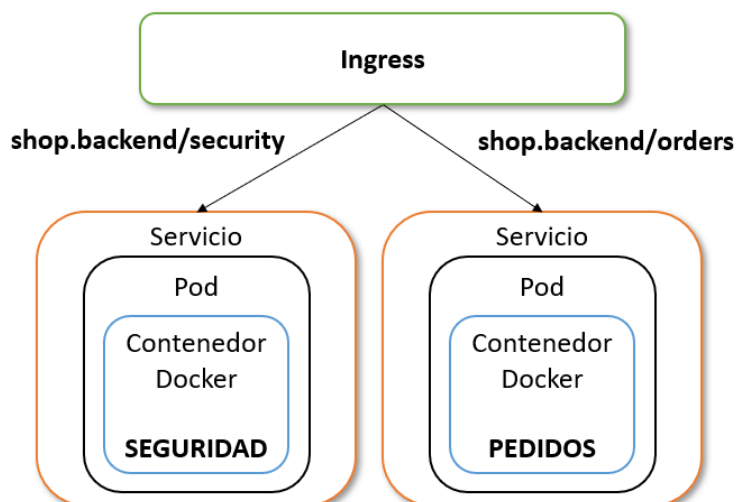 Ingress
shop.backend/security
shop.backend/orders
Servicio
Pod
Contenedor
Docker
SEGURIDAD
Servicio
Pod
Contenedor
Docker
PEDIDOS